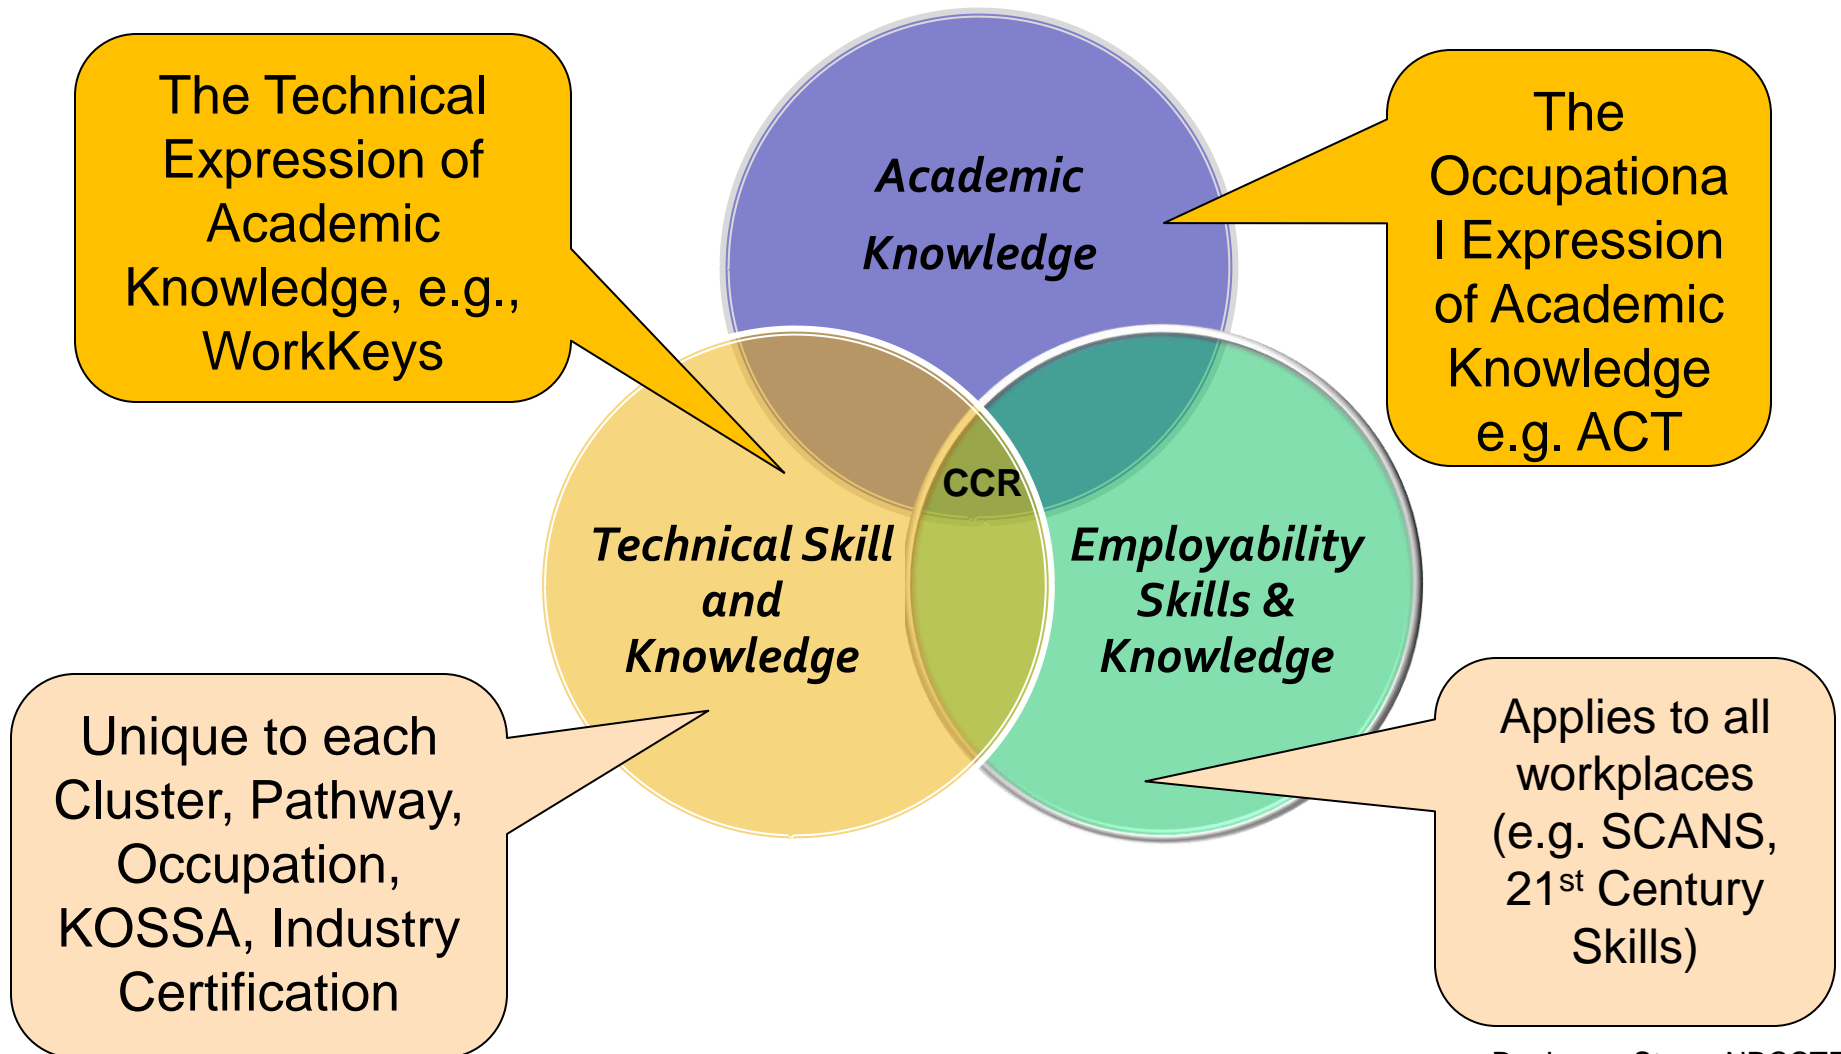 The Technical
Expression of
Academic
Knowledge, e.g.,
WorkKeys
Academic
Knowledge
The
Occupationa
l Expression
of Academic
Knowledge
e.g. ACT
CCR
Technical Skill
and
Knowledge
Employability
Skills &
Knowledge
Unique to each
Cluster, Pathway,
Occupation,
KOSSA, Industry
Certification
Applies to all
workplaces
(e.g. SCANS,
21st Century
Skills)